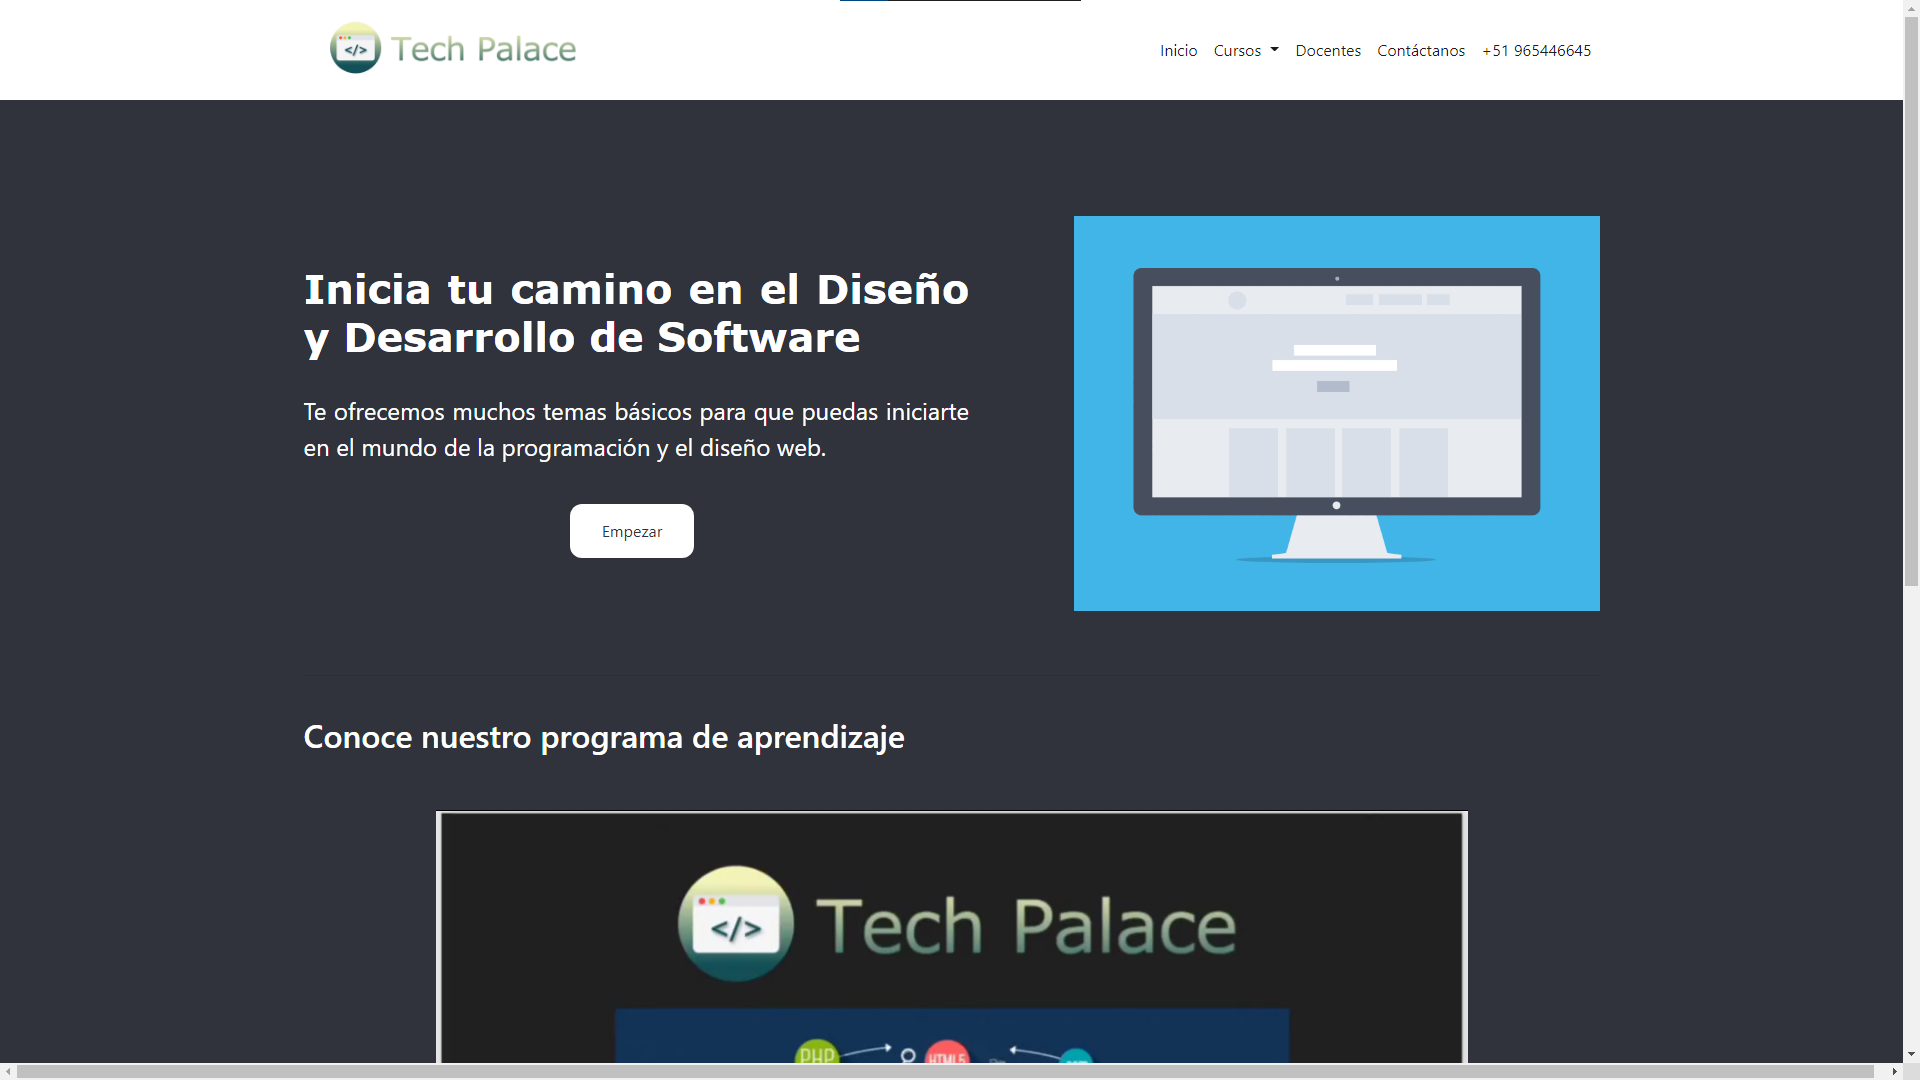 </> Tech Palace
Inicio Cursos Docentes Contáctanos +51 965446645
Inicia tu camino en el Diseño
y Desarrollo de Software
Te ofrecemos muchos temas básicos para que puedas iniciarte
en el mundo de la programación y el diseño web.
Empezar
Conoce nuestro programa de aprendizaje
</> Tech Palace
PHP HTML5